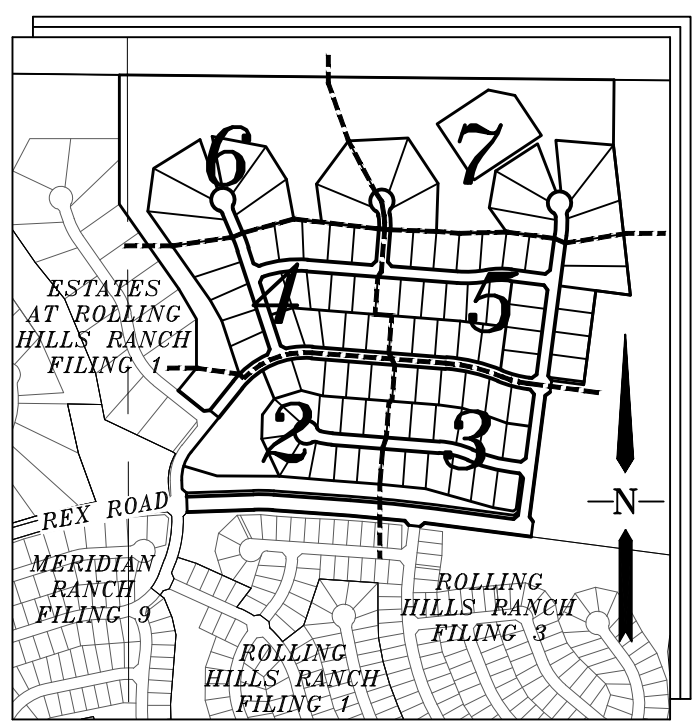 6
7
ESTATES
AT ROLLING
HILLS RANCH
FILING 1
4
5
2
3
REX ROAD
N
MERIDIAN
RANCH
FILING 9
ROLLING
HILLS RANCH
FILING 3
ROLLING
HILLS RANCH
FILING 1